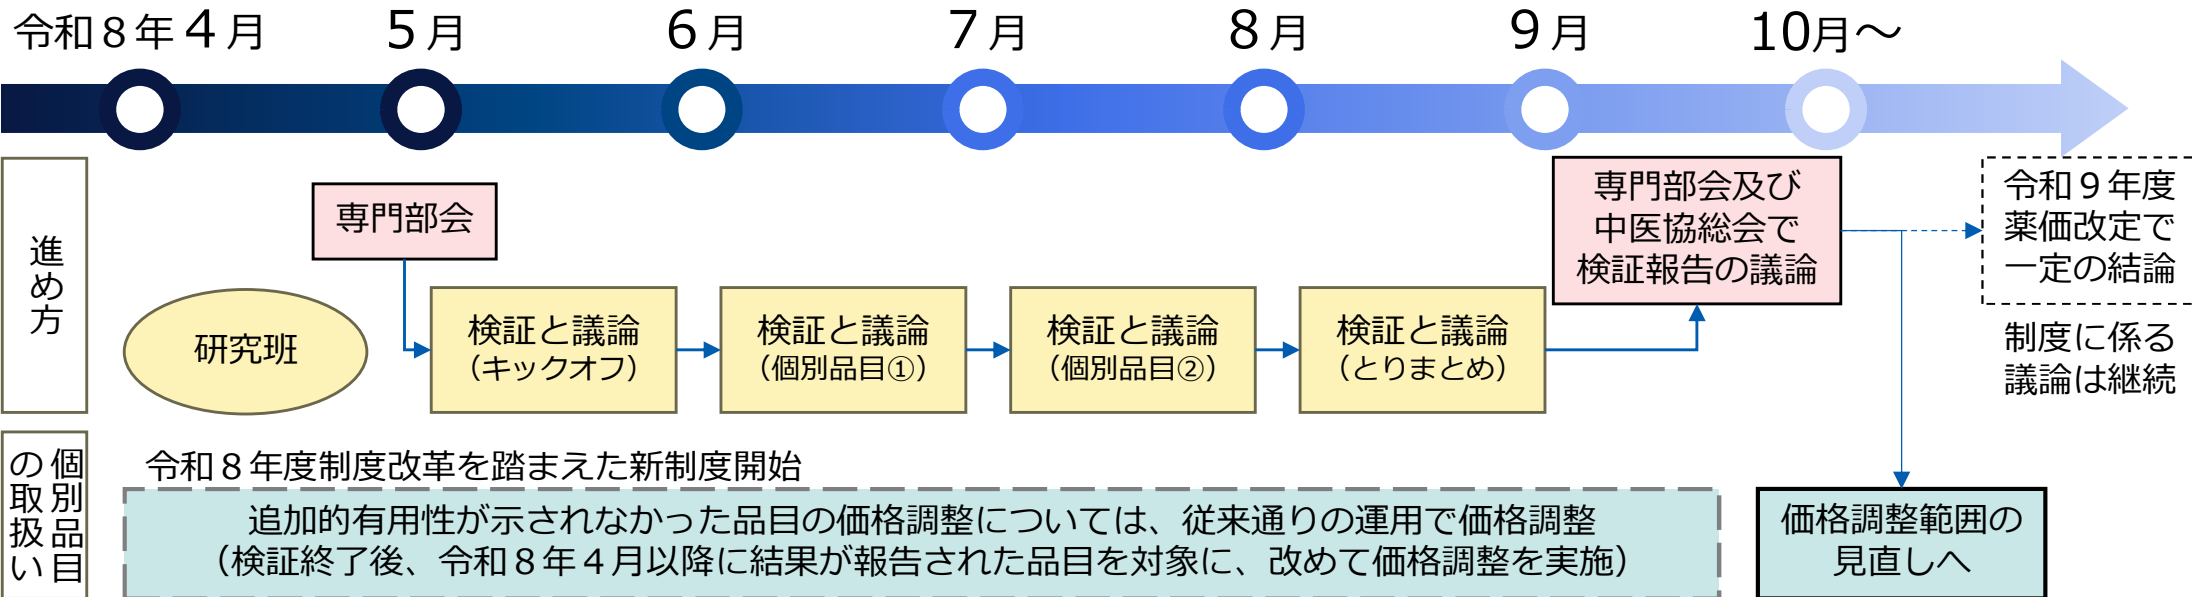 令和８年４月
５月
６月
７月
８月
９月
10月～
進め方
専門部会
研究班
検証と議論
（キックオフ）
検証と議論
（個別品目①）
検証と議論
（個別品目②）
検証と議論
（とりまとめ）
専門部会及び
中医協総会で
検証報告の議論
令和９年度
薬価改定で
一定の結論
制度に係る
議論は継続
個別品目
の取扱い
令和８年度制度改革を踏まえた新制度開始
追加的有用性が示されなかった品目の価格調整については、従来通りの運用で価格調整
（検証終了後、令和８年４月以降に結果が報告された品目を対象に、改めて価格調整を実施）
価格調整範囲の
見直しへ